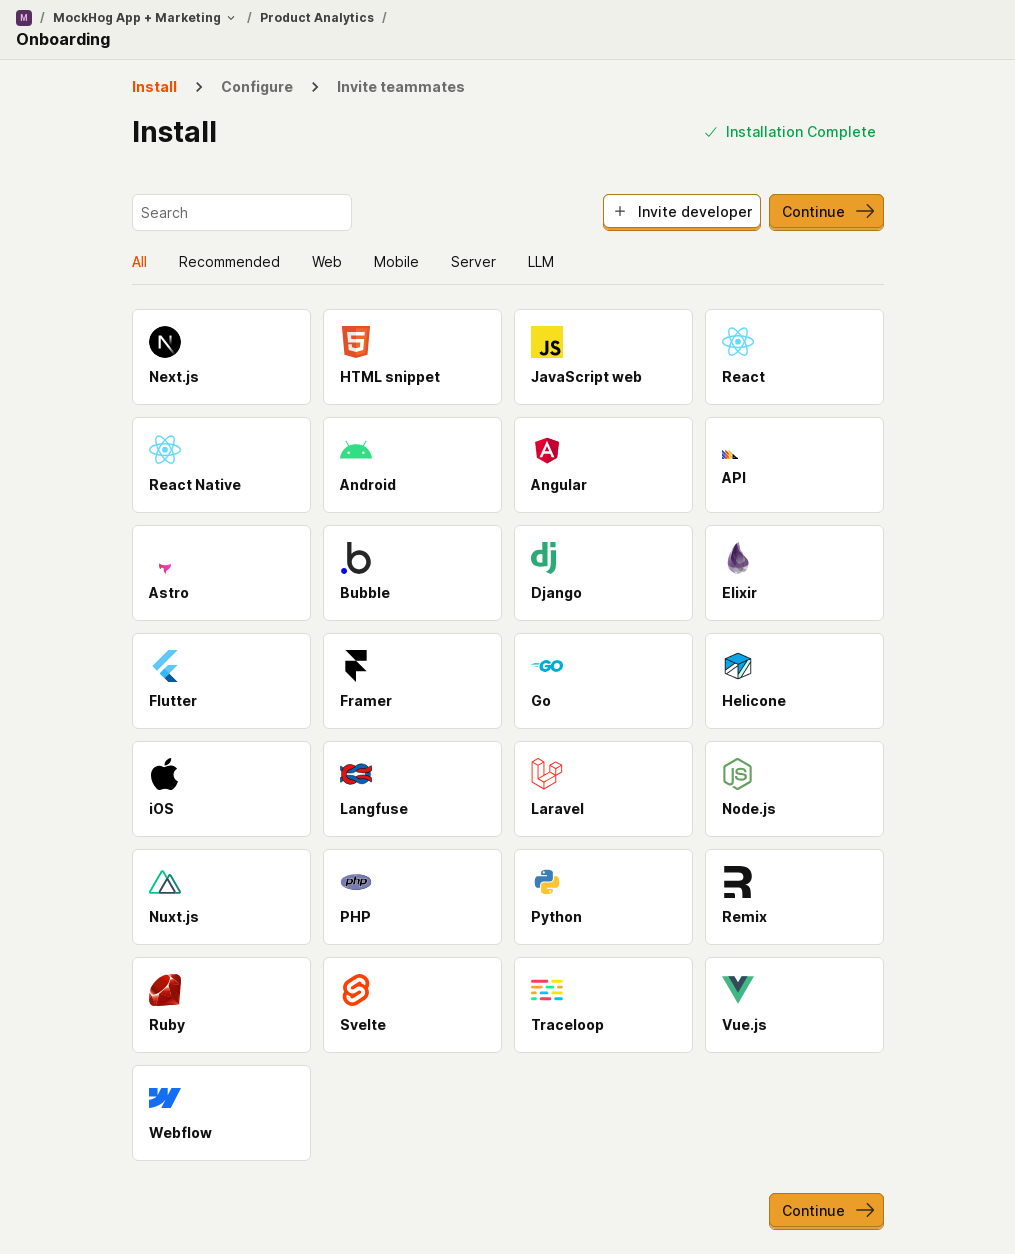 M / MockHog App + Marketing / Product Analytics /
Onboarding
Install Configure Invite teammates
Install
Installation Complete
Search
Invite developer
Continue
All Recommended Web Mobile Server LLM
N
Next.js
5
HTML snippet
JS
JavaScript web
React
React Native
Android
A
Angular
API
Astro
b
Bubble
dj
Django
Elixir
Flutter
Framer
GO
Go
Helicone
iOS
Langfuse
Laravel
JS
Node.js
Nuxt.js
php
PHP
Python
R
Remix
Ruby
Svelte
Traceloop
Vue.js
Webflow
Continue